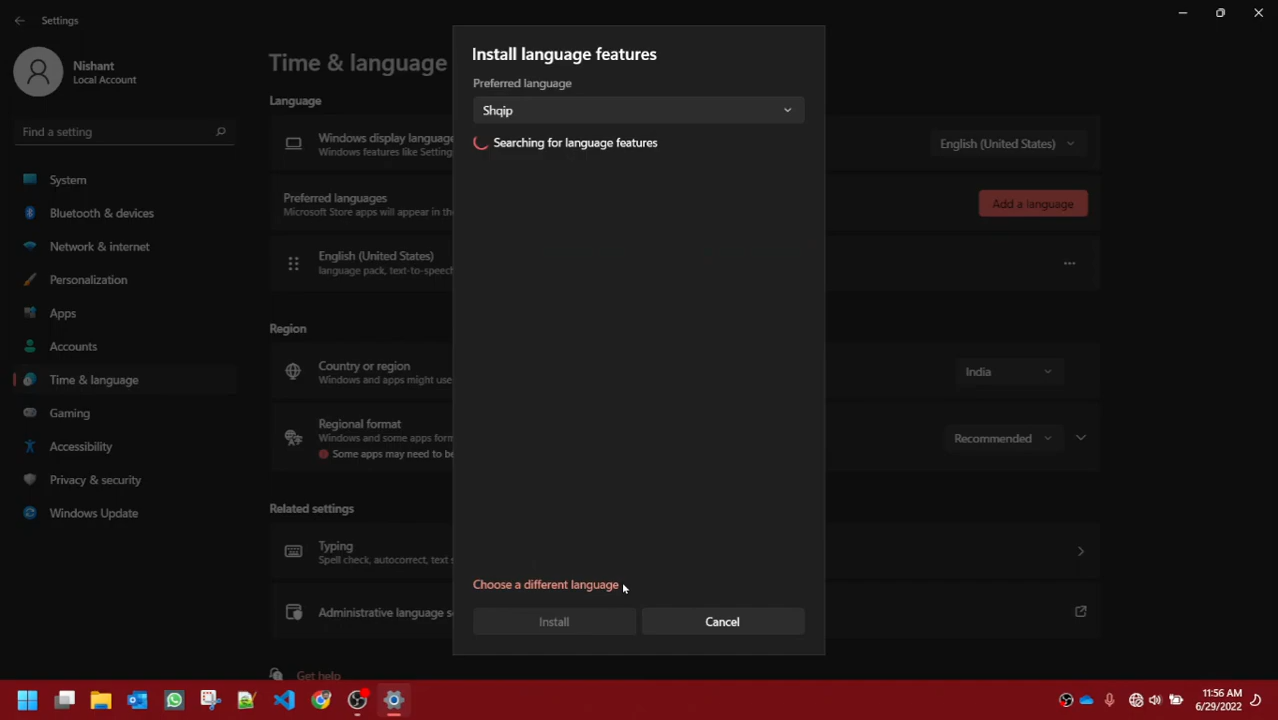 Settings
Nishant
Local Account
Find a setting
System
Bluetooth & devices
Network & internet
Personalization
Apps
Accounts
Time & language
Gaming
Accessibility
Privacy & security
Windows Update
Time & language
Language
Windows display language
Windows features like Setting
English (United States)
Preferred languages
Microsoft Store apps will appear in the
Add a language
English (United States)
language pack, text-to-speech
Region
Country or region
Windows and apps might use
India
Regional format
Windows and some apps form
Some apps may need to be
Recommended
Related settings
Typing
Spell check, autocorrect, text s
Administrative language s
Get help
Install language features
Preferred language
Shqip
Searching for language features
Choose a different language
Install
Cancel
11:56 AM
6/29/2022